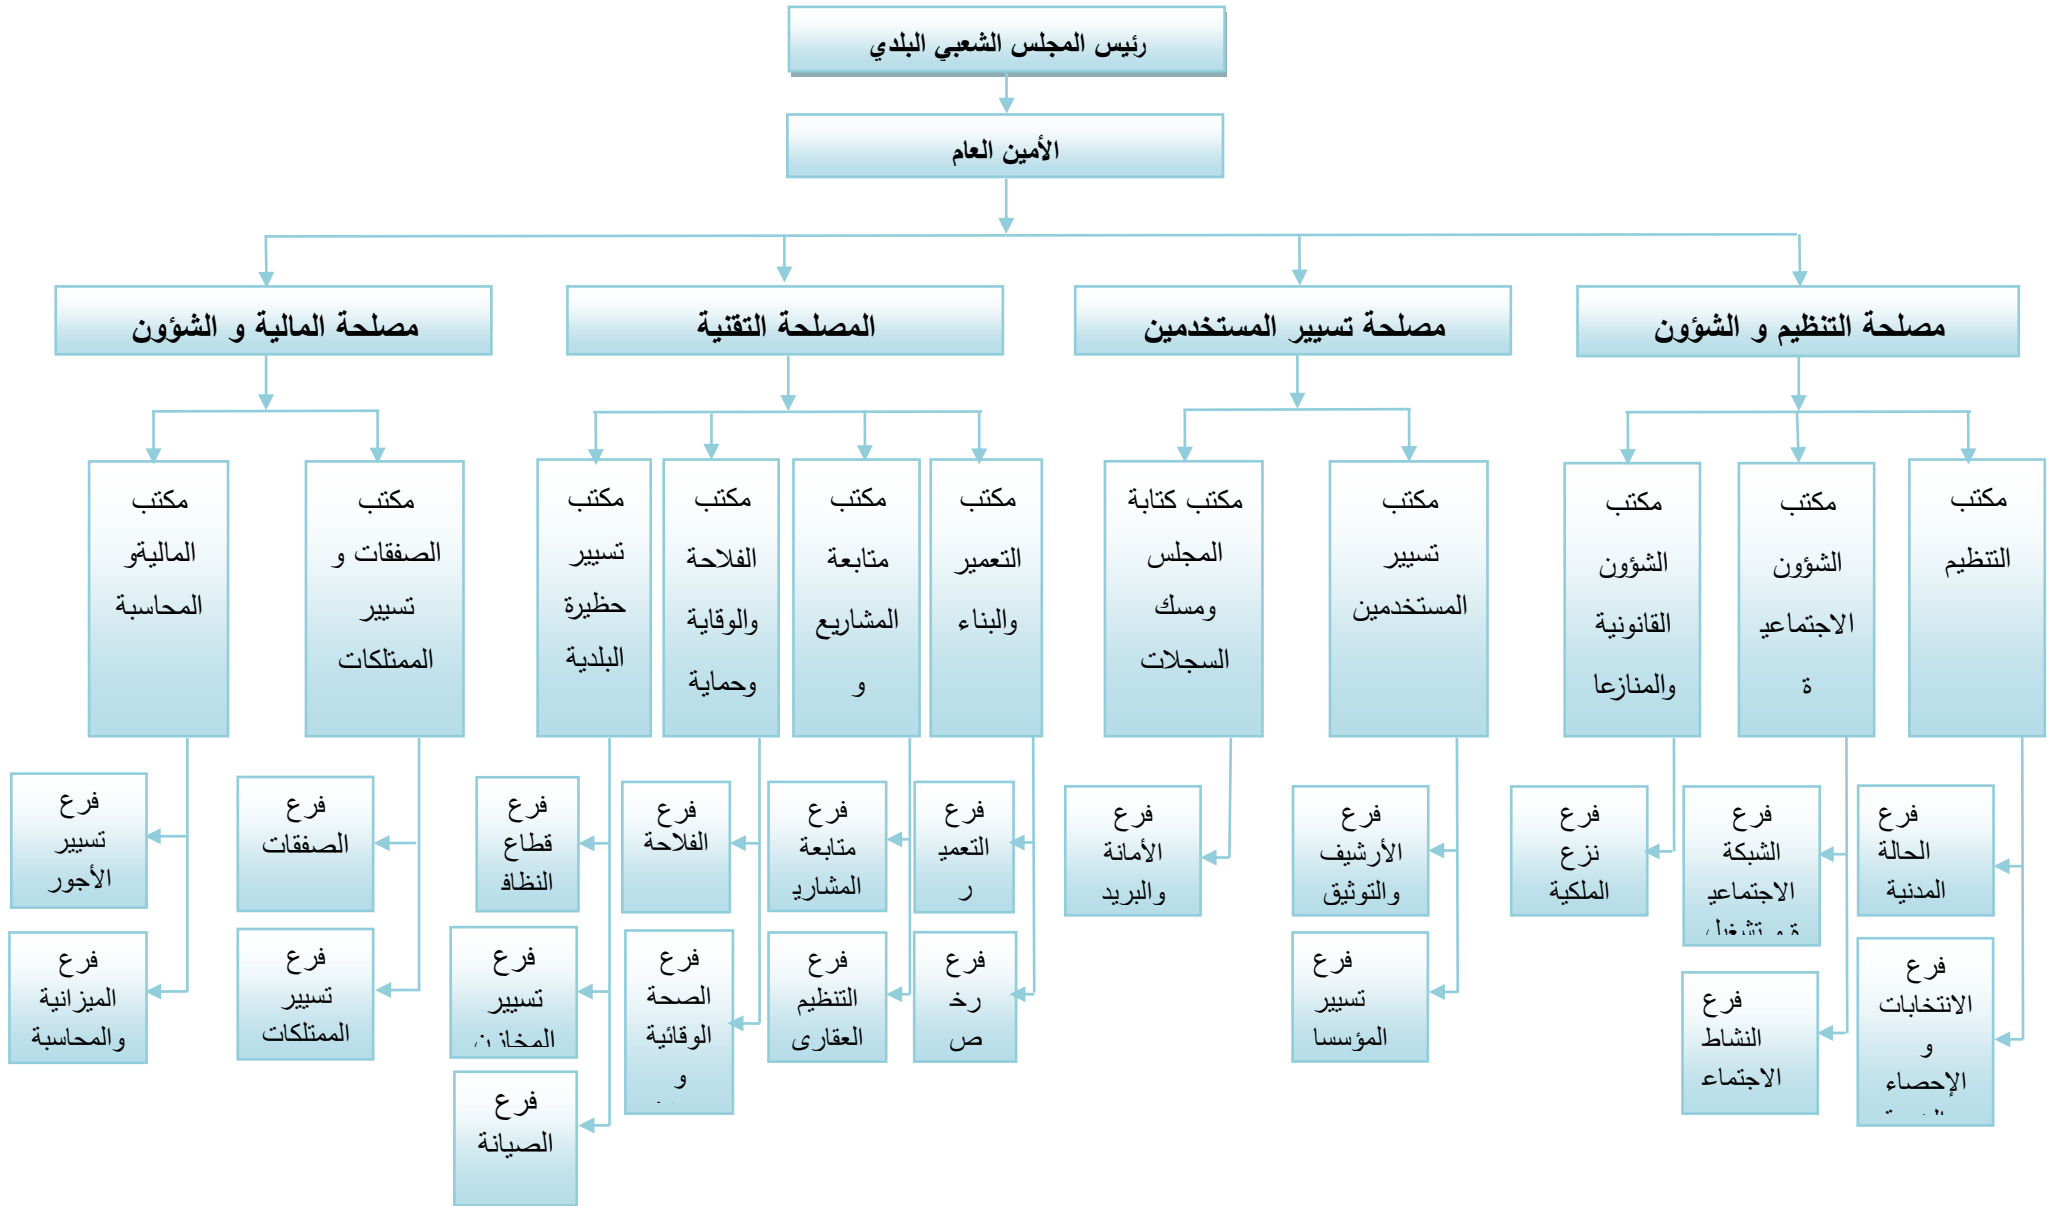 رئيس المجلس الشعبي البلدي
الأمين العام
مصلحة التنظيم و الشؤون
مصلحة تسيير المستخدمين
المصلحة التقنية
مصلحة المالية و الشؤون
مكتب
التنظيم
مكتب
الشؤون
الاجتماعي
ة
مكتب
الشؤون
القانونية
والمنازعا
مكتب
تسيير
المستخدمين
مكتب كتابة
المجلس
ومسك
السجلات
مكتب
التعمير
والبناء
مكتب
متابعة
المشاريع
و
مكتب
الفلاحة
والوقاية
وحماية
مكتب
تسيير
حظيرة
البلدية
مكتب
الصفقات و
تسيير
الممتلكات
مكتب
الماليةو
المحاسبة
فرع
الحالة
المدنية
فرع
الانتخابات
و
الإحصاء
فرع
الشبكة
الاجتماعي
ة و تشغيل
فرع
النشاط
الاجتماع
فرع
نزع
الملكية
فرع
الأرشيف
والتوثيق
فرع
تسيير
المؤسسا
فرع
الأمانة
والبريد
فرع
التعمي
ر
فرع
رخ
ص
فرع
متابعة
المشاري
فرع
التنظيم
العقاري
فرع
الفلاحة
فرع
الصحة
الوقائية
و
فرع
قطاع
النظاف
فرع
تسيير
المخازن
فرع
الصيانة
فرع
الصفقات
فرع
تسيير
الممتلكات
فرع
تسيير
الأجور
فرع
الميزانية
والمحاسبة